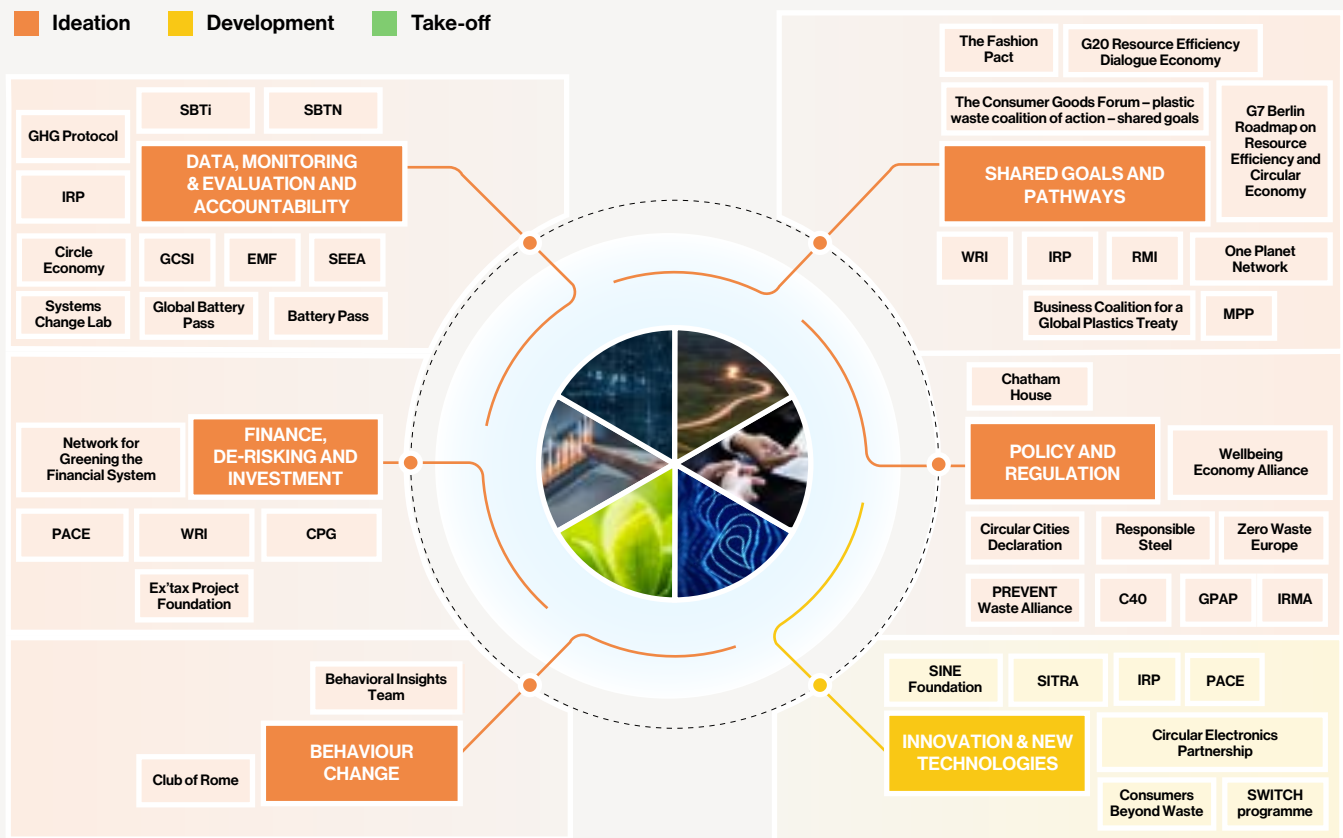 Ideation
Development
Take-off
SBTi
SBTN
GHG Protocol
DATA, MONITORING
& EVALUATION AND
ACCOUNTABILITY
IRP
Circle
Economy
GCSI
EMF
SEEA
Systems
Change Lab
Global Battery
Pass
Battery Pass
The Fashion
Pact
G20 Resource Efficiency
Dialogue Economy
The Consumer Goods Forum – plastic
waste coalition of action – shared goals
G7 Berlin
Roadmap on
Resource
Efficiency and
Circular
Economy
SHARED GOALS AND
PATHWAYS
WRI
IRP
RMI
One Planet
Network
Business Coalition for a
Global Plastics Treaty
MPP
Network for
Greening the
Financial System
FINANCE,
DE-RISKING AND
INVESTMENT
PACE
WRI
CPG
Ex'tax Project
Foundation
Chatham
House
POLICY AND
REGULATION
Wellbeing
Economy Alliance
Circular Cities
Declaration
Responsible
Steel
Zero Waste
Europe
PREVENT
Waste Alliance
C40
GPAP
IRMA
Behavioral Insights
Team
BEHAVIOUR
CHANGE
Club of Rome
SINE
Foundation
SITRA
IRP
PACE
INNOVATION & NEW
TECHNOLOGIES
Circular Electronics
Partnership
Consumers
Beyond Waste
SWITCH
programme